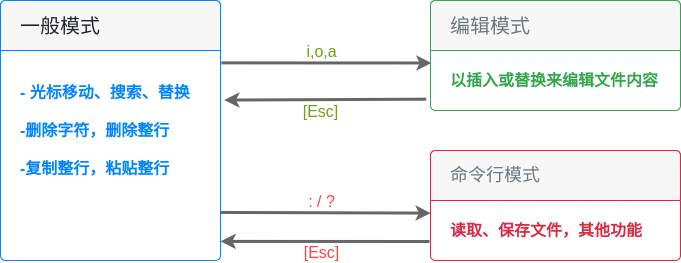 一般模式
- 光标移动、搜索、替换
-删除字符，删除整行
-复制整行，粘贴整行
i,o,a
[Esc]
编辑模式
以插入或替换来编辑文件内容
: / ?
[Esc]
命令行模式
读取、保存文件，其他功能